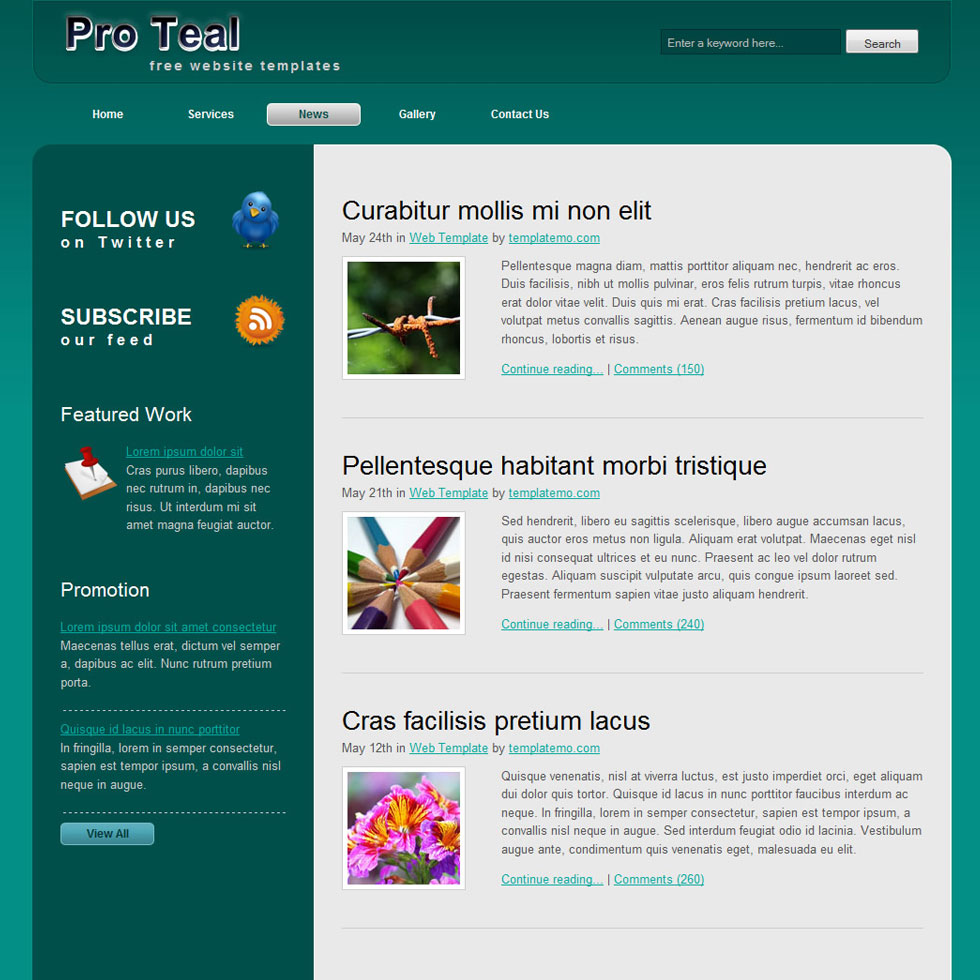 Pro Teal
free website templates
Enter a keyword here...
Search
Home
Services
News
Gallery
Contact Us
FOLLOW US
on Twitter
SUBSCRIBE
our feed
Featured Work
Lorem ipsum dolor sit
Cras purus libero, dapibus
nec rutrum in, dapibus nec
risus. Ut interdum mi sit
amet magna feugiat auctor.
Promotion
Lorem ipsum dolor sit amet consectetur
Maecenas tellus erat, dictum vel semper
a, dapibus ac elit. Nunc rutrum pretium
porta.
Quisque id lacus in nunc porttitor
In fringilla, lorem in semper consectetur,
sapien est tempor ipsum, a convallis nisl
neque in augue.
View All
Curabitur mollis mi non elit
May 24th in Web Template by templatemo.com
Pellentesque magna diam, mattis porttitor aliquam nec, hendrerit ac eros.
Duis facilisis, nibh ut mollis pulvinar, eros felis rutrum turpis, vitae rhoncus
erat dolor vitae velit. Duis quis mi erat. Cras facilisis pretium lacus, vel
volutpat metus convallis sagittis. Aenean augue risus, fermentum id bibendum
rhoncus, lobortis et risus.
Continue reading... | Comments (150)
Pellentesque habitant morbi tristique
May 21th in Web Template by templatemo.com
Sed hendrerit, libero eu sagittis scelerisque, libero augue accumsan lacus,
quis auctor eros metus non ligula. Aliquam erat volutpat. Maecenas eget nisl
id nisi consequat ultrices et eu nunc. Praesent ac leo vel dolor rutrum
egestas. Aliquam suscipit vulputate arcu, quis congue ipsum laoreet sed.
Praesent fermentum sapien vitae justo aliquam hendrerit.
Continue reading... | Comments (240)
Cras facilisis pretium lacus
May 12th in Web Template by templatemo.com
Quisque venenatis, nisl at viverra luctus, est justo imperdiet orci, eget aliquam
dui dolor quis tortor. Quisque id lacus in nunc porttitor faucibus interdum ac
neque. In fringilla, lorem in semper consectetur, sapien est tempor ipsum, a
convallis nisl neque in augue. Sed interdum feugiat odio id lacinia. Vestibulum
augue ante, condimentum quis venenatis eget, malesuada eu elit.
Continue reading... | Comments (260)